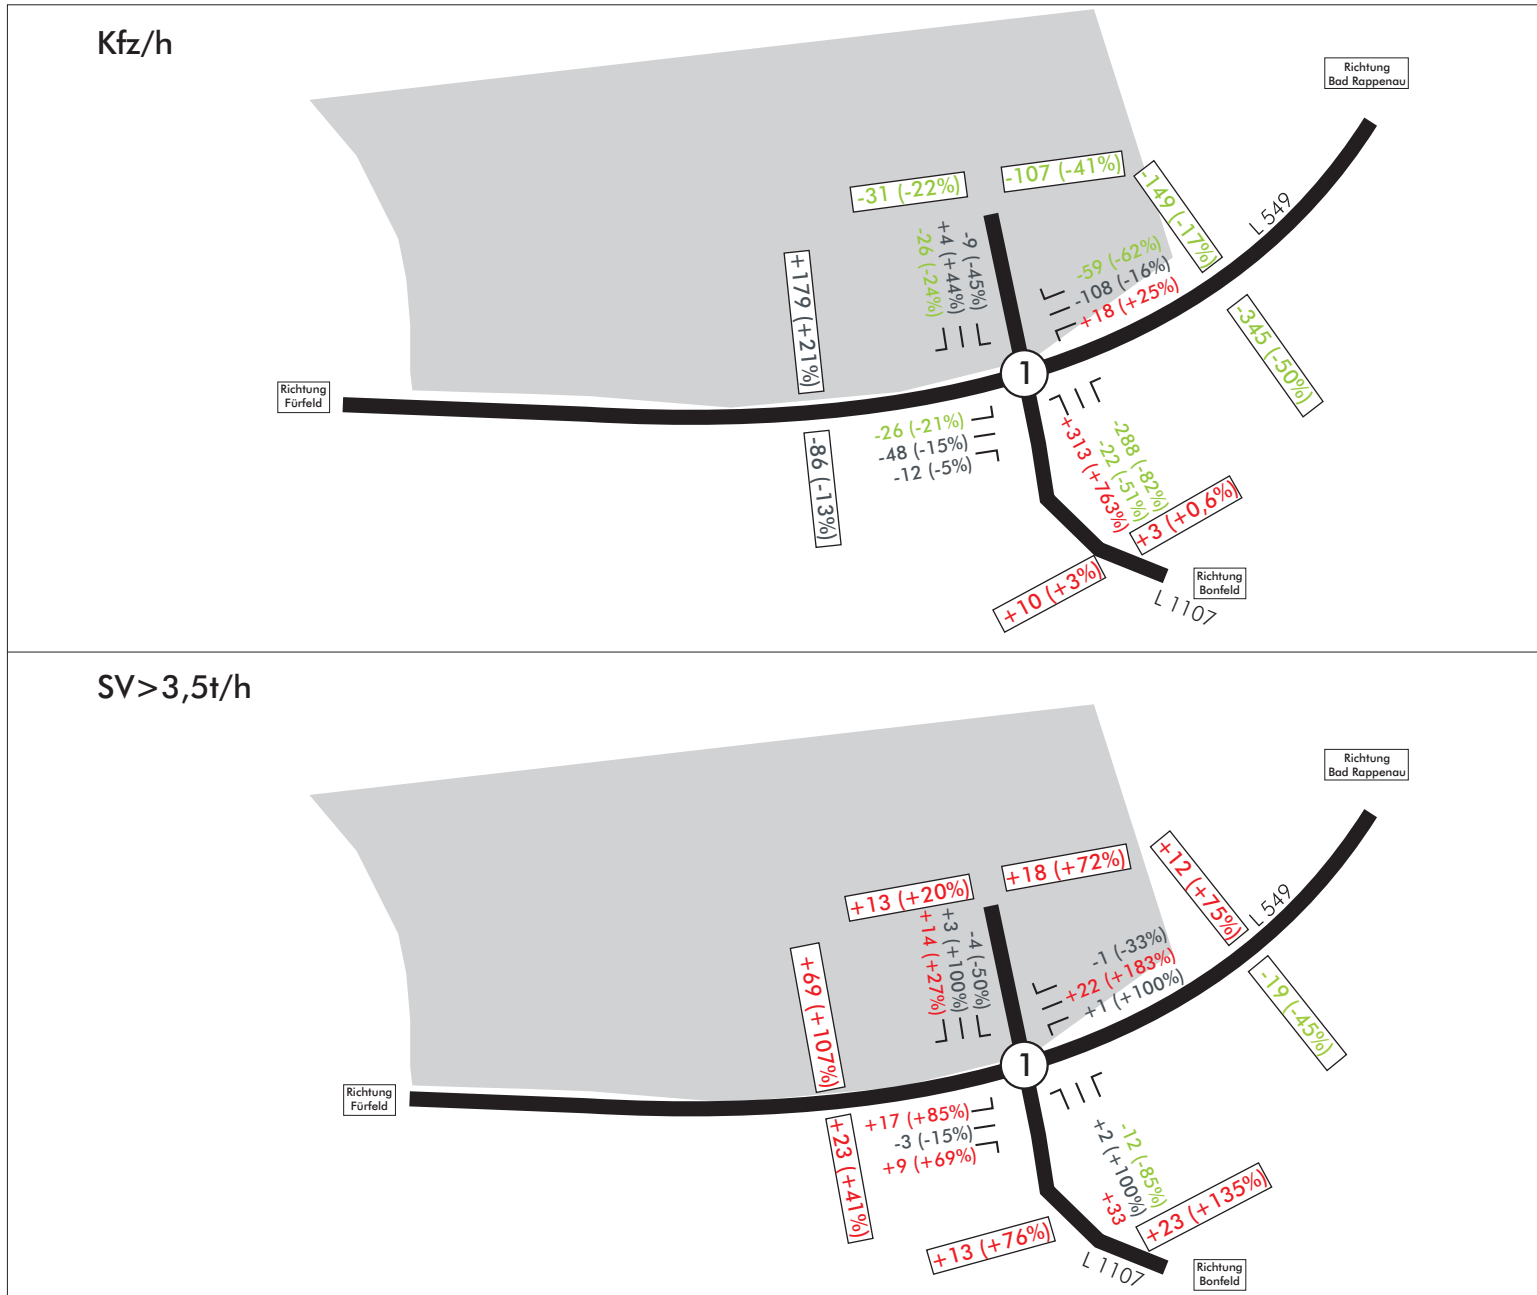 Kfz/h
Richtung
Bad Rappenau
-31 (-22%)
-107 (-41%)
-149 (-17%)
L 549
-26 (-24%)
+4 (+44%)
-9 (-45%)
-59 (-62%)
-108 (-16%)
+18 (+25%)
+179 (+21%)
-345 (-50%)
1
Richtung
Fürfeld
-86 (-13%)
-26 (-21%)
-48 (-15%)
-12 (-5%)
+313 (+763%)
-22 (-51%)
-288 (-82%)
+3 (+0,6%)
+10 (+3%)
Richtung
Bonfeld
L 1107
SV>3,5t/h
Richtung
Bad Rappenau
+13 (+20%)
+18 (+72%)
+12 (+75%)
L 549
+14 (+27%)
+3 (+100%)
-4 (-50%)
-1 (-33%)
+22 (+183%)
+1 (+100%)
+69 (+107%)
-19 (-45%)
1
Richtung
Fürfeld
+23 (+41%)
+17 (+85%)
-3 (-15%)
+9 (+69%)
+33
+2 (+100%)
-12 (-85%)
+23 (+135%)
+13 (+76%)
L 1107
Richtung
Bonfeld